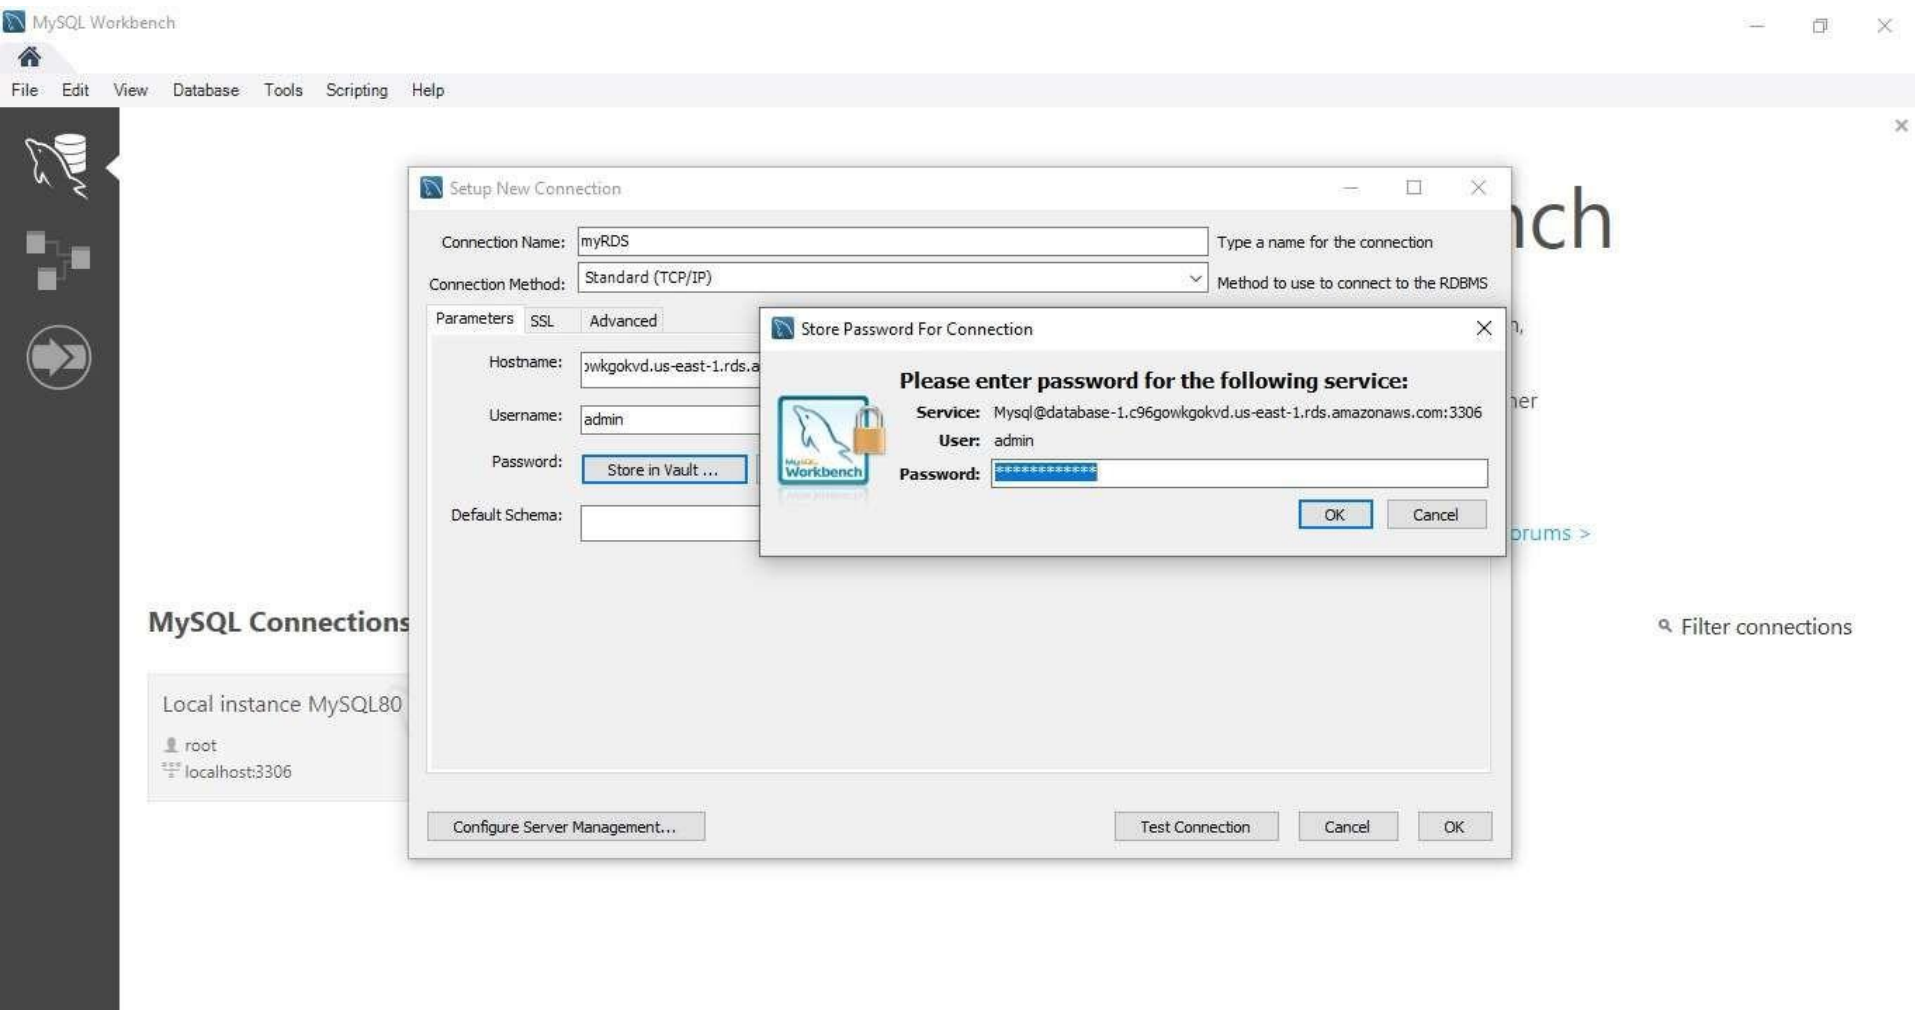 MySQL Workbench
File Edit View Database Tools Scripting Help
Setup New Connection
Connection Name: myRDS Type a name for the connection
Connection Method: Standard (TCP/IP) Method to use to connect to the RDBMS
Parameters SSL Advanced
Hostname: owkgokvd.us-east-1.rds.a
Username: admin
Password: Store in Vault ...
Default Schema:
Store Password For Connection
Please enter password for the following service:
Service: Mysql@database-1.c96gowkgokvd.us-east-1.rds.amazonaws.com:3306
User: admin
Password: ************
OK Cancel
MySQL
Workbench
nch
n,
ner
orums >
MySQL Connections
Filter connections
Local instance MySQL80
root
localhost:3306
Configure Server Management...
Test Connection Cancel OK